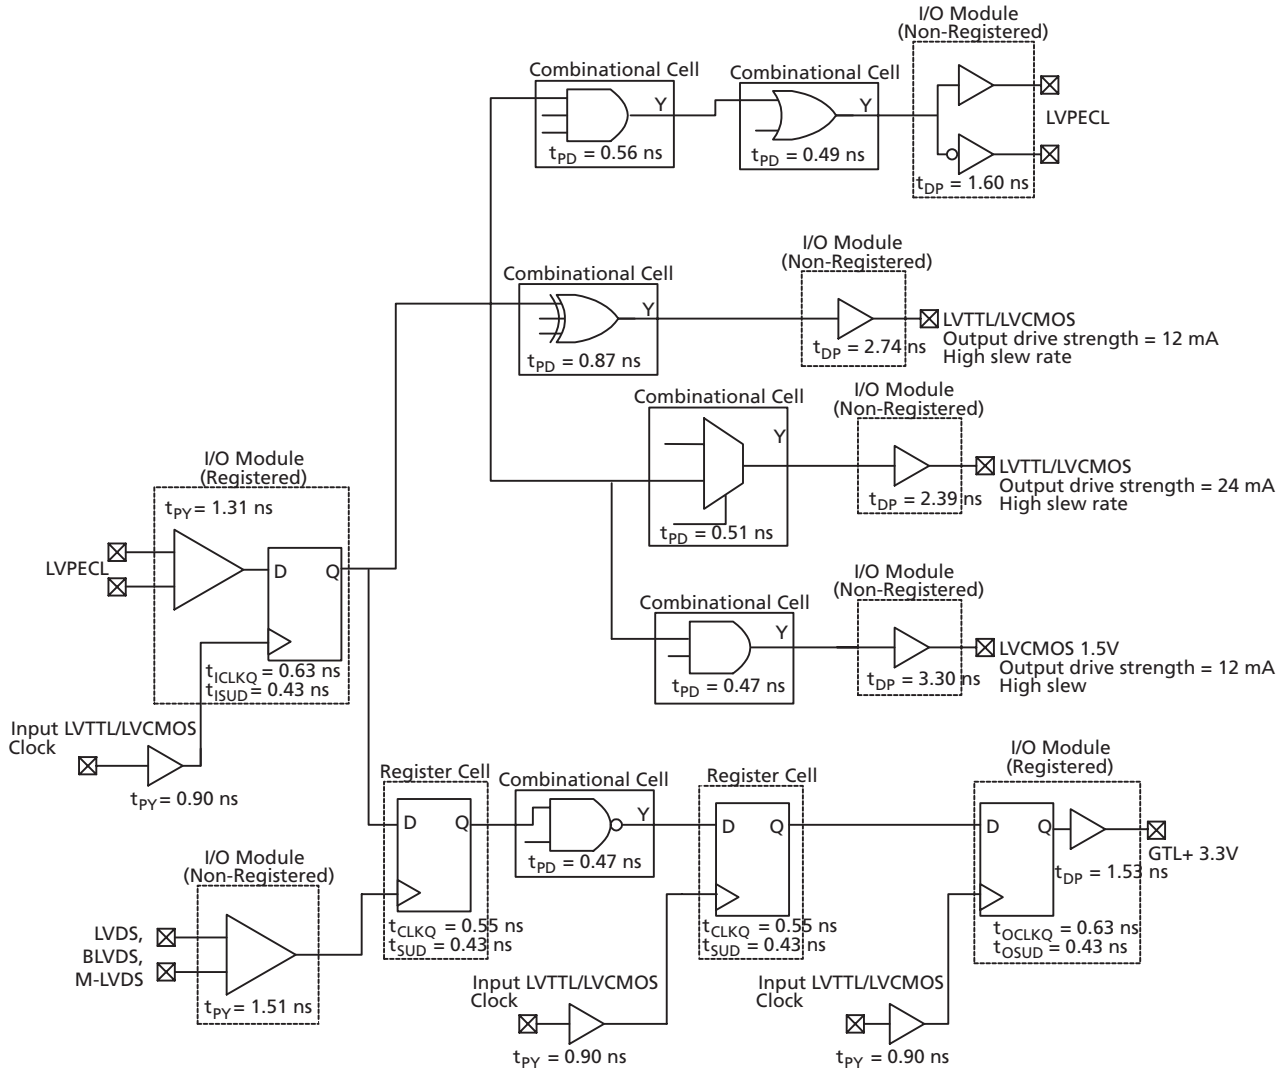 I/O Module
(Non-Registered)
Combinational Cell
Y
tPD = 0.56 ns
Combinational Cell
Y
tPD = 0.49 ns
LVPECL
tDP = 1.60 ns
I/O Module
(Non-Registered)
Combinational Cell
Y
tPD = 0.87 ns
tDP = 2.74 ns
LVTTL/LVCMOS
Output drive strength = 12 mA
High slew rate
Combinational Cell
Y
tPD = 0.51 ns
I/O Module
(Non-Registered)
tDP = 2.39 ns
LVTTL/LVCMOS
Output drive strength = 24 mA
High slew rate
I/O Module
(Registered)
tPY = 1.31 ns
LVPECL
D
Q
tICLKQ = 0.63 ns
tISUD = 0.43 ns
Input LVTTL/LVCMOS
Clock
tPY = 0.90 ns
Combinational Cell
Y
tPD = 0.47 ns
I/O Module
(Non-Registered)
tDP = 3.30 ns
LVCMOS 1.5V
Output drive strength = 12 mA
High slew
Register Cell
D
Q
tCLKQ = 0.55 ns
tSUD = 0.43 ns
Combinational Cell
Y
tPD = 0.47 ns
Register Cell
D
Q
tCLKQ = 0.55 ns
tSUD = 0.43 ns
I/O Module
(Registered)
D
Q
tDP = 1.53 ns
GTL+ 3.3V
tOCLKQ = 0.63 ns
tOSUD = 0.43 ns
I/O Module
(Non-Registered)
LVDS,
BLVDS,
M-LVDS
tPY = 1.51 ns
Input LVTTL/LVCMOS
Clock
tPY = 0.90 ns
Input LVTTL/LVCMOS
Clock
tPY = 0.90 ns